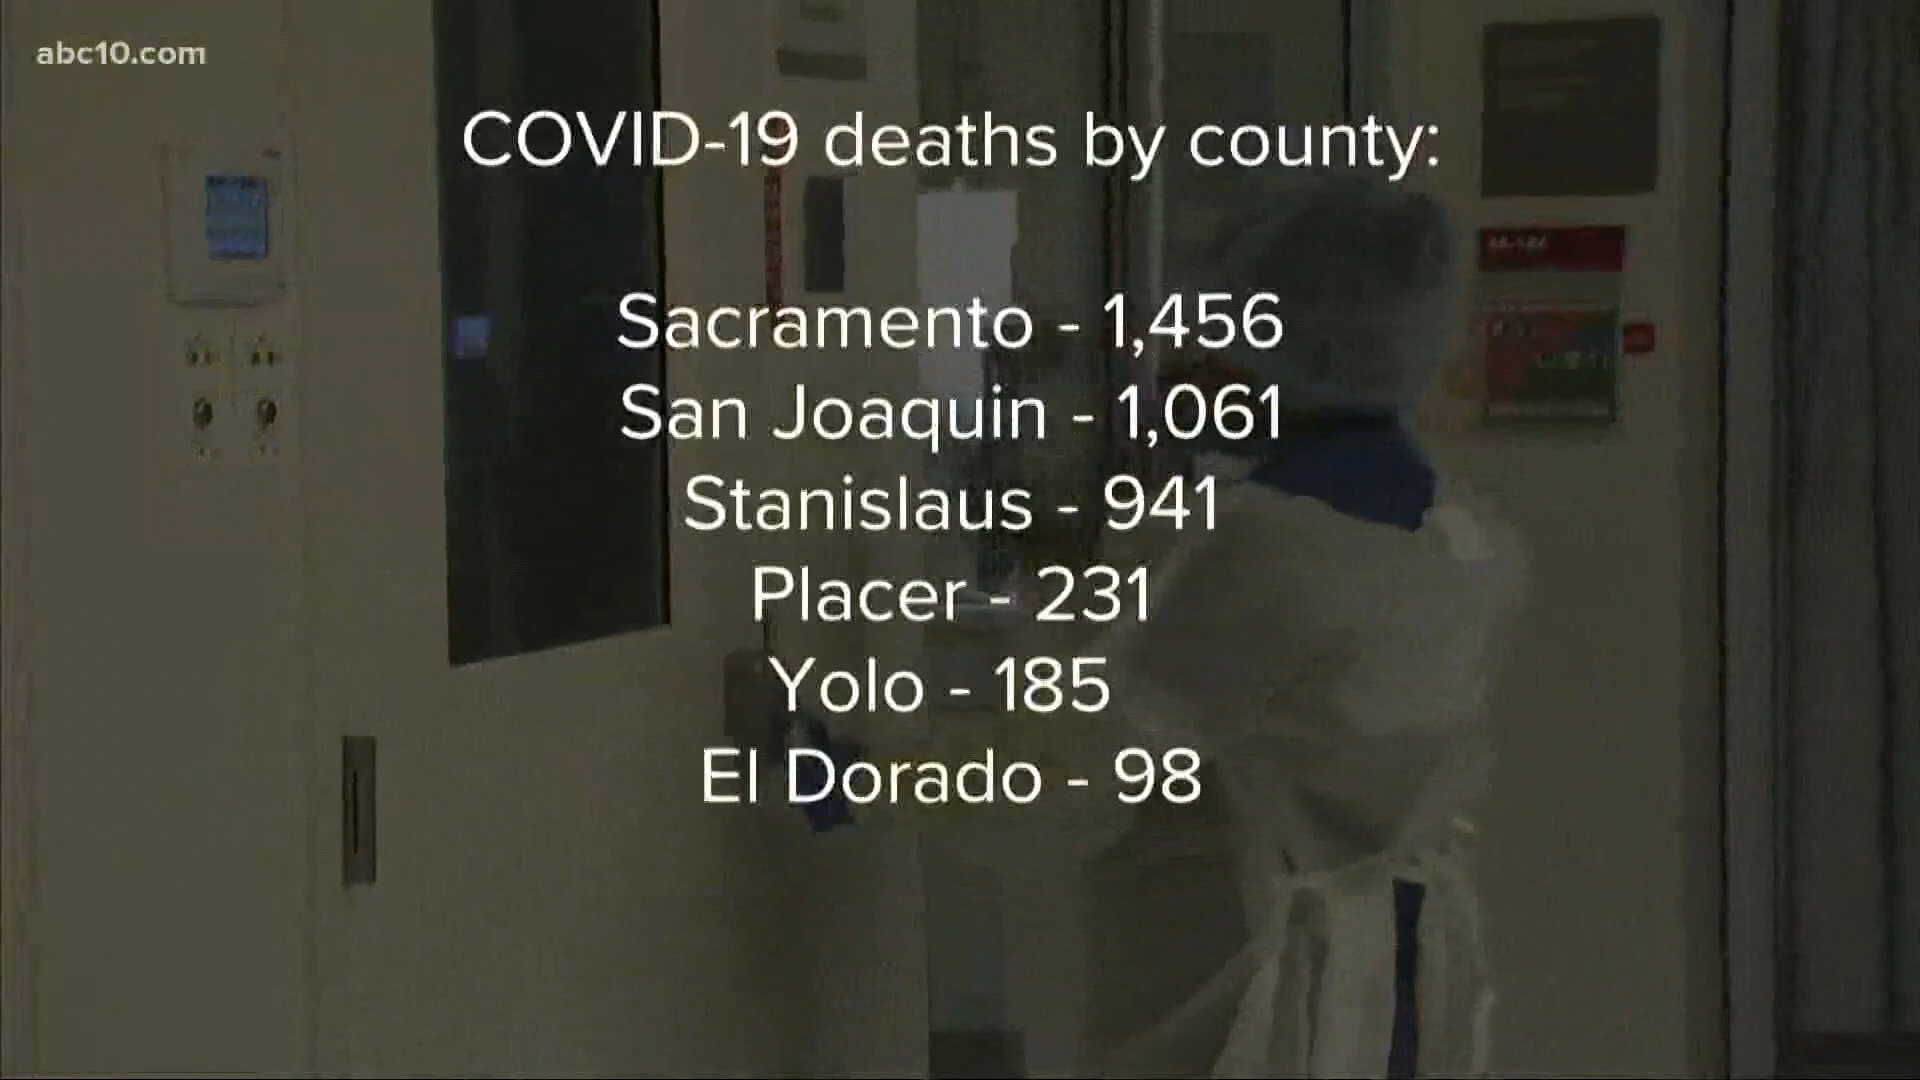 abc10.com
COVID-19 deaths by county:
Sacramento - 1,456
San Joaquin - 1,061
Stanislaus - 941
Placer - 231
Yolo - 185
El Dorado - 98